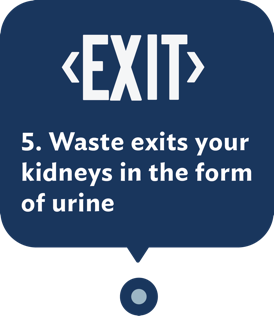 ‹EXIT›
5. Waste exits your
kidneys in the form
of urine